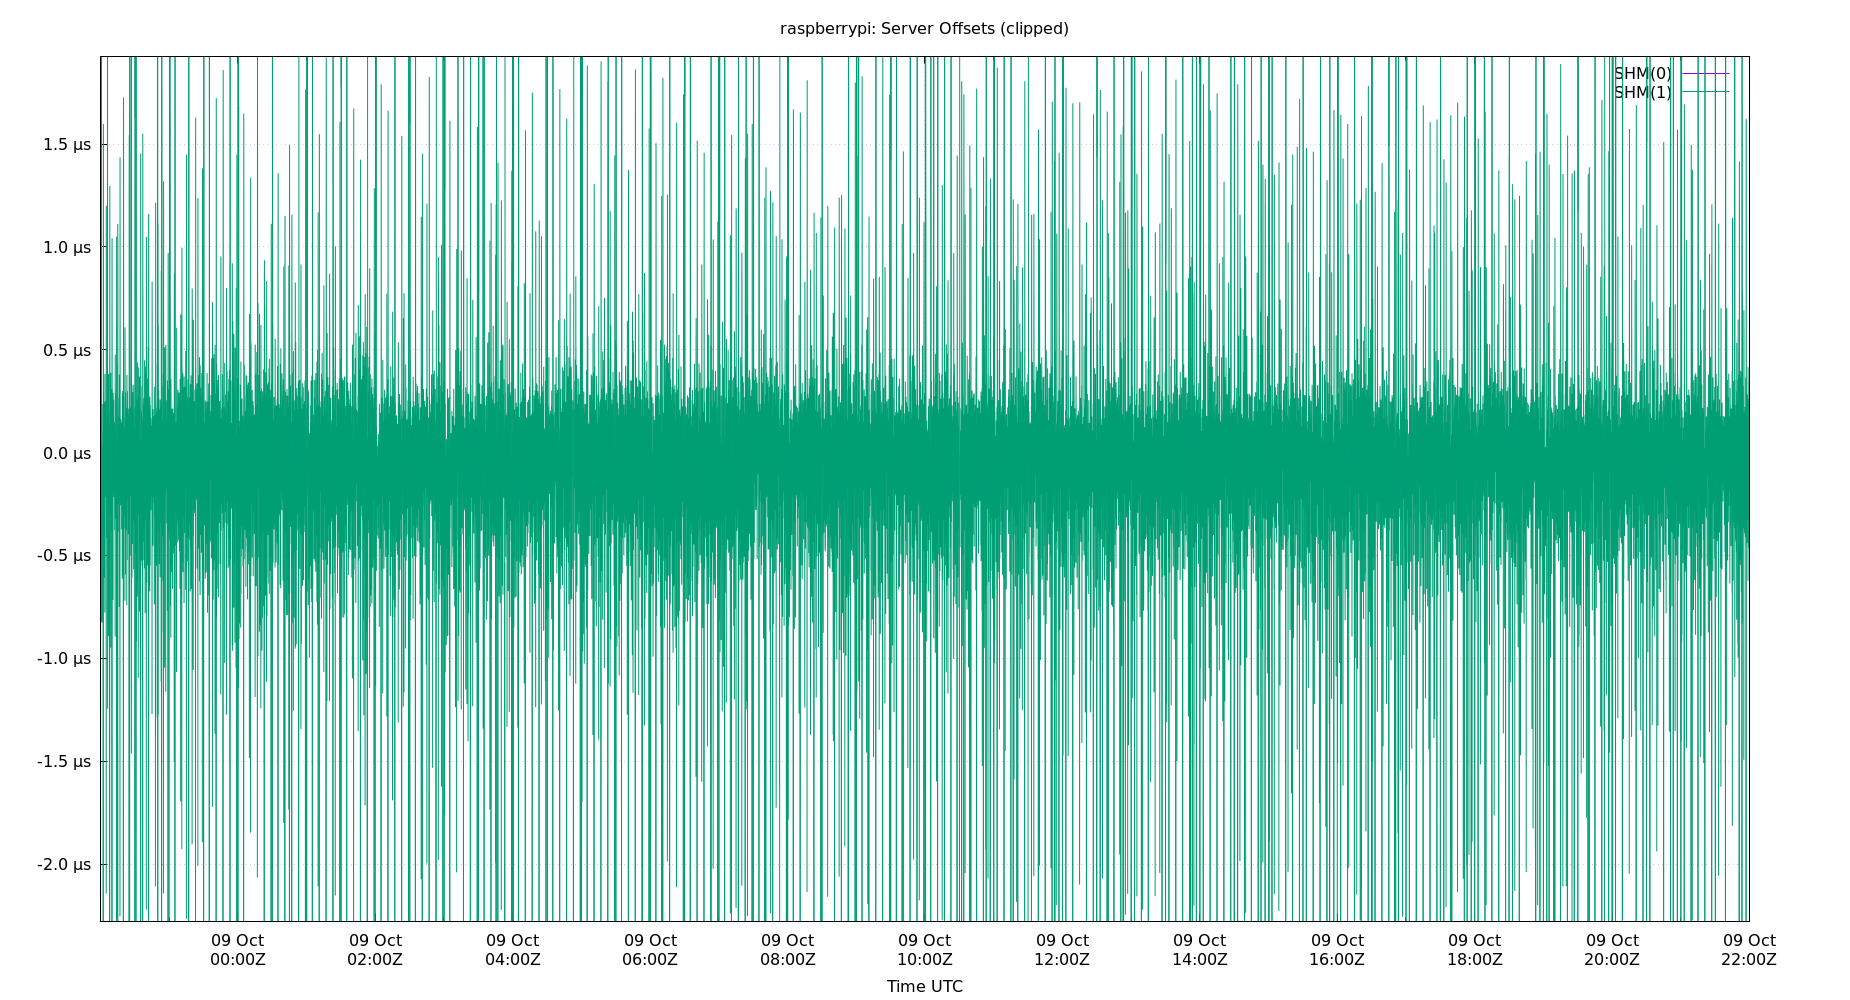 raspberrypi: Server Offsets (clipped)
SHM(0)
SHM(1)
1.5 µs
1.0 µs
0.5 µs
0.0 µs
-0.5 µs
-1.0 µs
-1.5 µs
-2.0 µs
09 Oct 09 Oct 09 Oct 09 Oct 09 Oct 09 Oct 09 Oct 09 Oct 09 Oct 09 Oct 09 Oct 09 Oct
00:00Z 02:00Z 04:00Z 06:00Z 08:00Z 10:00Z 12:00Z 14:00Z 16:00Z 18:00Z 20:00Z 22:00Z
Time UTC